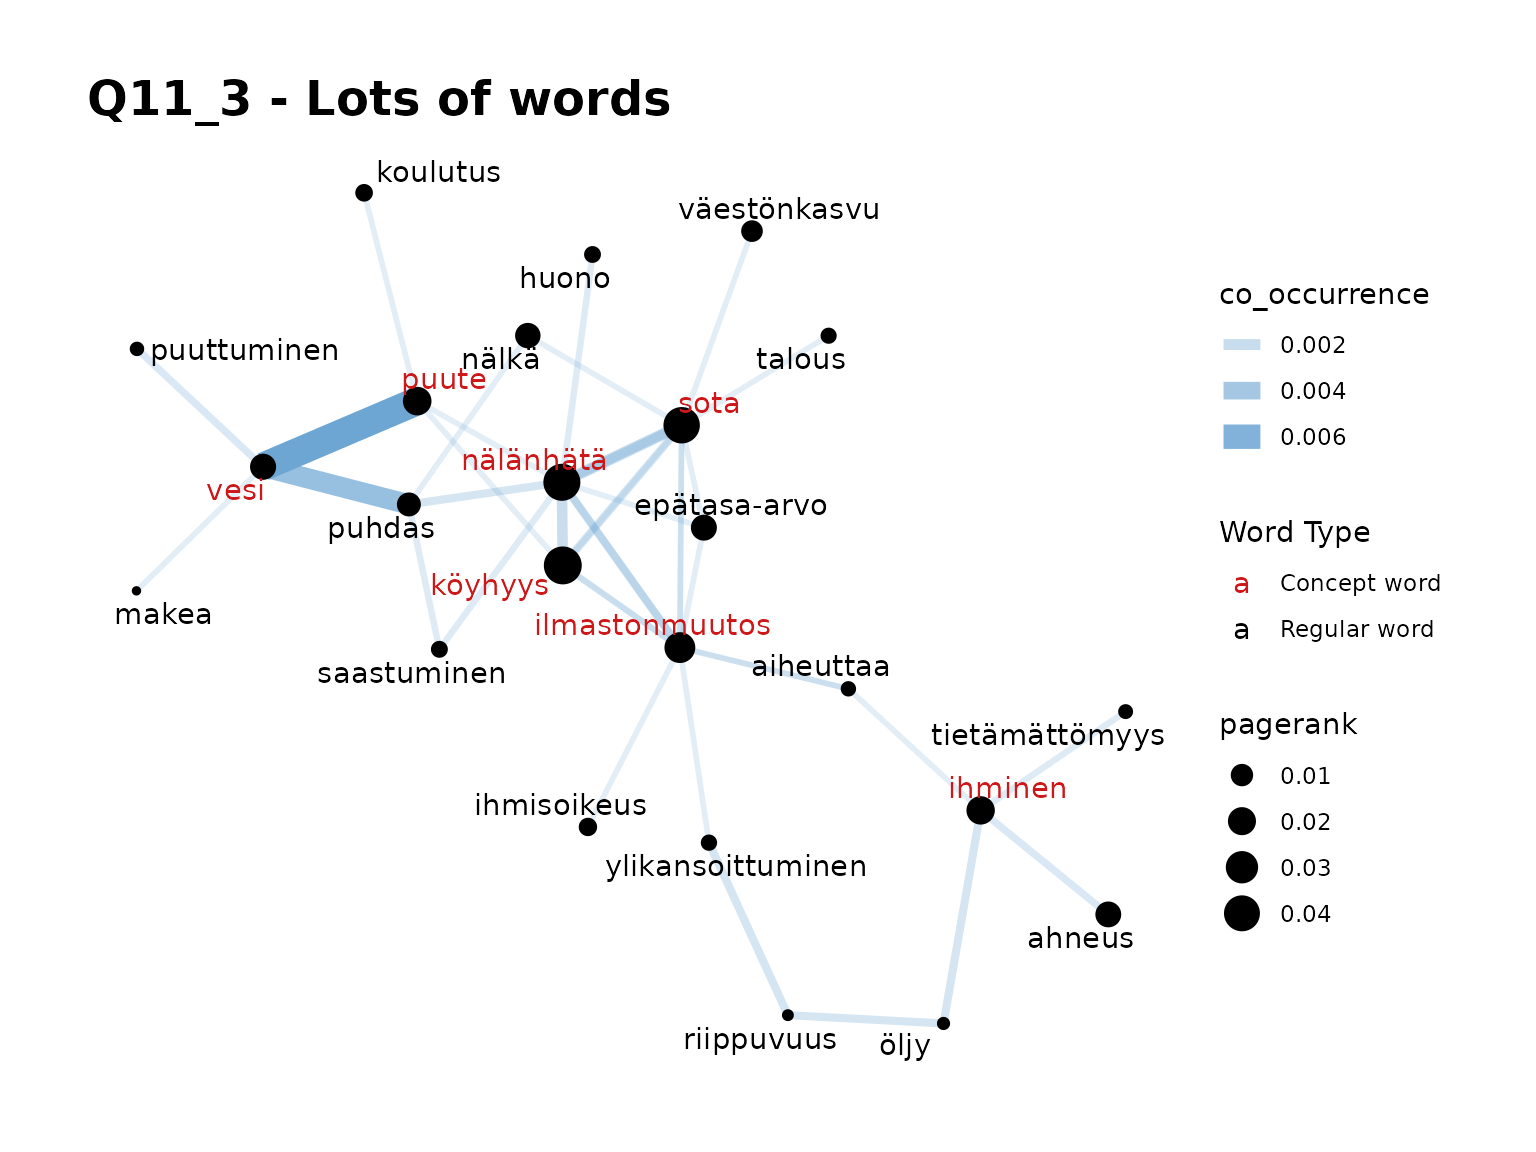 Q11_3 - Lots of words
koulutus
väestönkasvu
huono
puuttuminen
nälkä
talous
puute
sota
nälänhätä
vesi
epätasa-arvo
puhdas
köyhyys
makea
ilmastonmuutos
saastuminen
aiheuttaa
tietämättömyys
ihminen
ihmisoikeus
ylikansoittuminen
ahneus
riippuvuus
öljy
co_occurrence
0.002
0.004
0.006
Word Type
a Concept word
a Regular word
pagerank
0.01
0.02
0.03
0.04